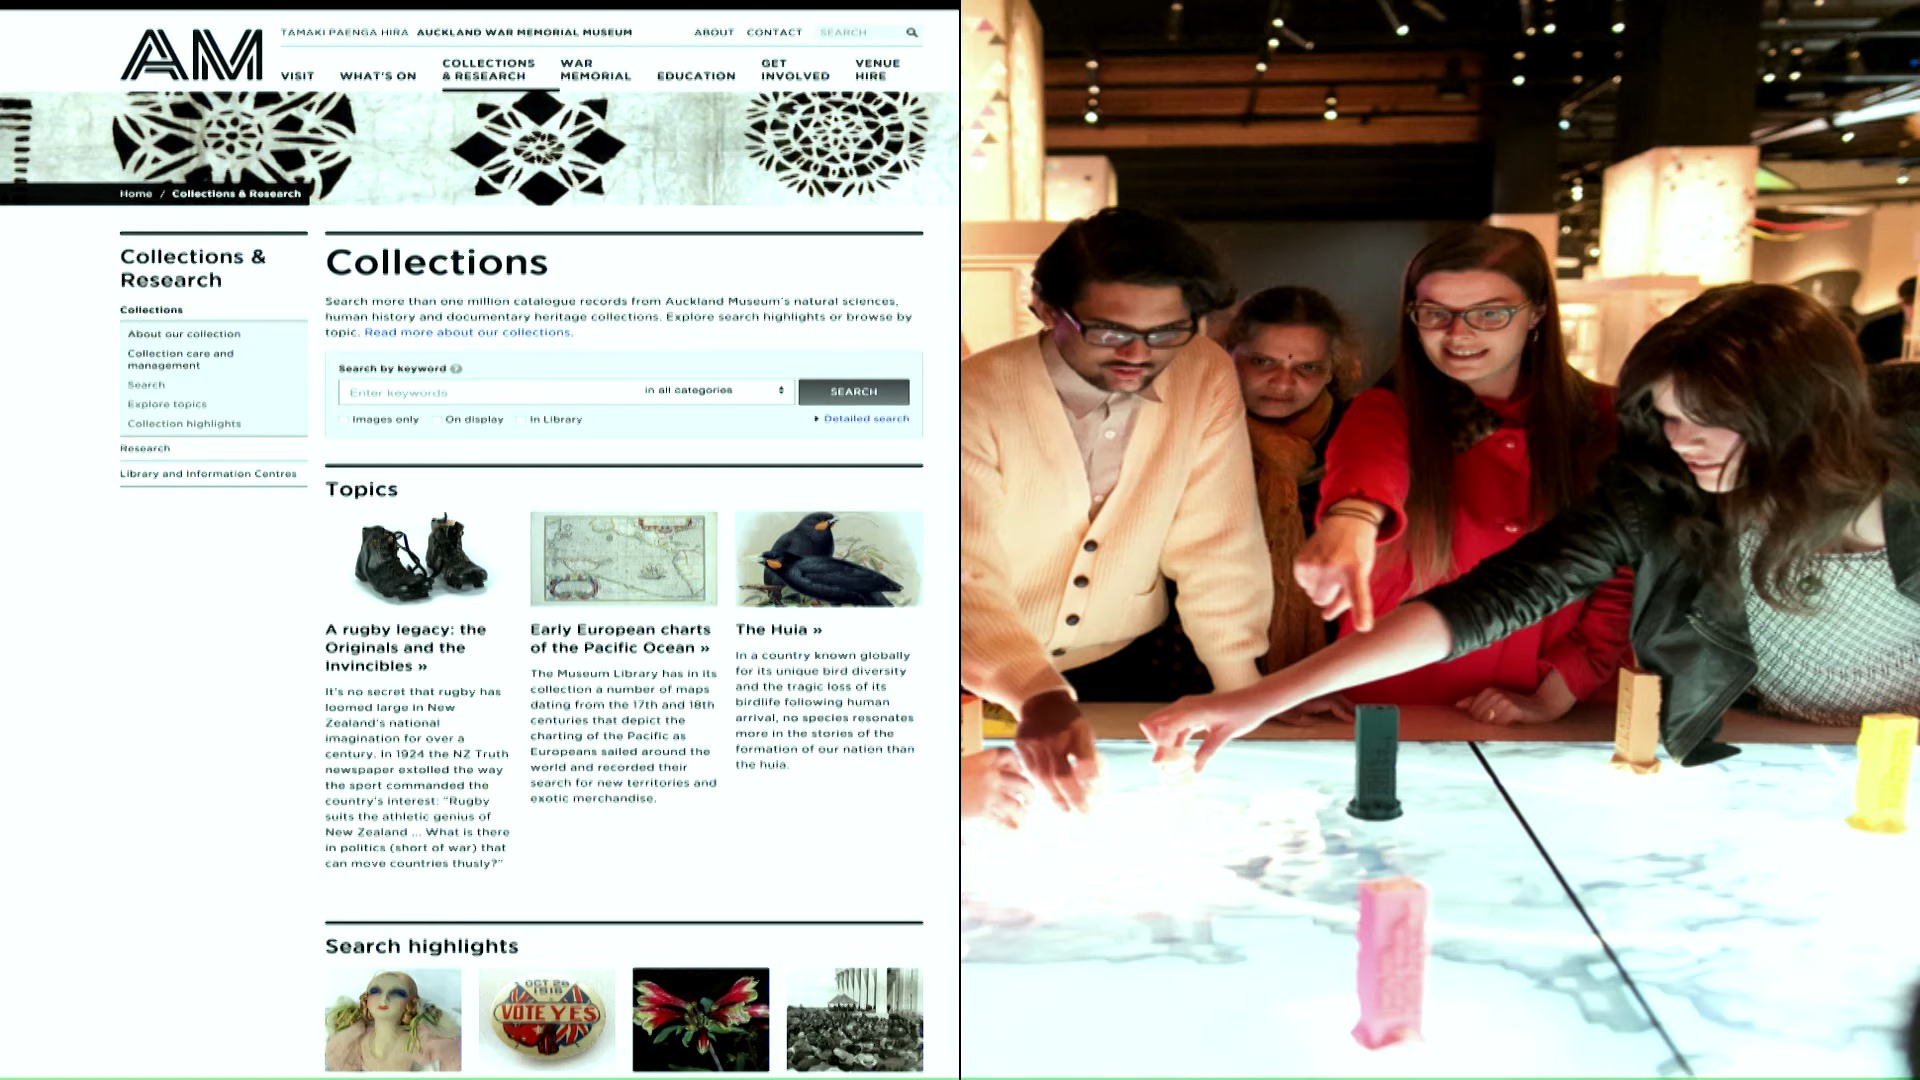 AM
TAMAKI PAENGA HIRA AUCKLAND WAR MEMORIAL MUSEUM
ABOUT CONTACT SEARCH
VISIT WHAT'S ON COLLECTIONS & RESEARCH WAR MEMORIAL EDUCATION GET INVOLVED VENUE HIRE
Home / Collections & Research
Collections &
Research
Collections
About our collection
Collection care and
management
Search
Explore topics
Collection highlights
Research
Library and Information Centres
Collections
Search more than one million catalogue records from Auckland Museum's natural sciences,
human history and documentary heritage collections. Explore search highlights or browse by
topic. Read more about our collections.
Search by keyword ?
Enter keywords in all categories SEARCH
Images only On display In Library Detailed search
Topics
A rugby legacy: the
Originals and the
Invincibles »
It's no secret that rugby has
loomed large in New
Zealand's national
imagination for over a
century. In 1924 the NZ Truth
newspaper extolled the way
the sport commanded the
country's interest: "Rugby
suits the athletic genius of
New Zealand ... What is there
in politics (short of war) that
can move countries thusly?"
Early European charts
of the Pacific Ocean »
The Museum Library has in its
collection a number of maps
dating from the 17th and 18th
centuries that depict the
charting of the Pacific as
Europeans sailed around the
world and recorded their
search for new territories and
exotic merchandise.
The Huia »
In a country known globally
for its unique bird diversity
and the tragic loss of its
birdlife following human
arrival, no species resonates
more in the stories of the
formation of our nation than
the huia.
Search highlights
OCT 26
1916
VOTE YES